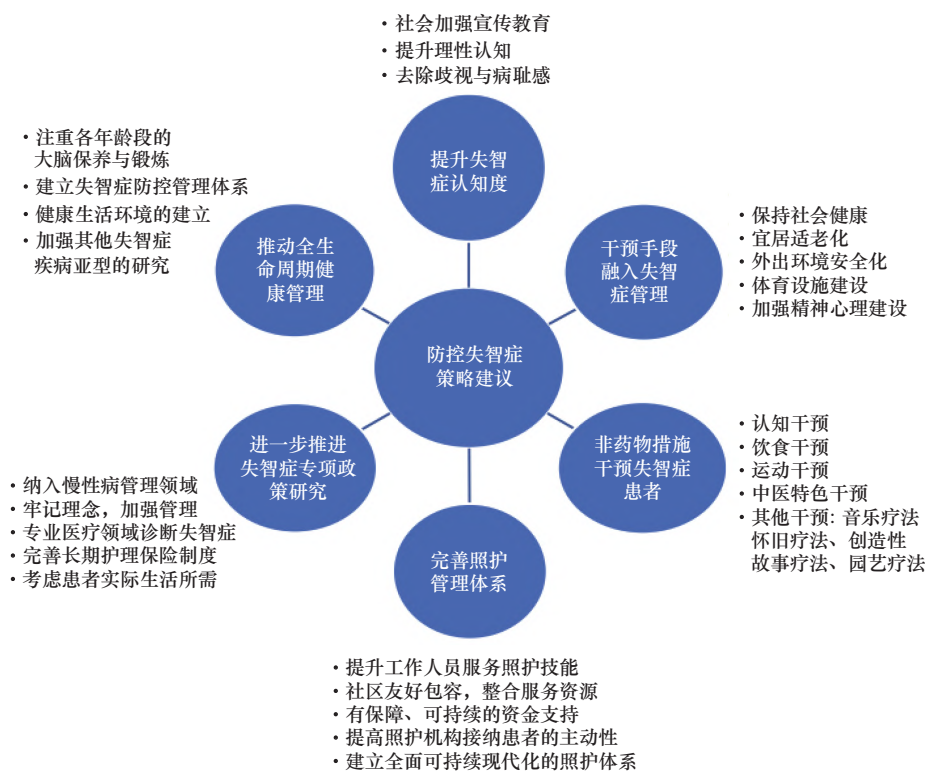 ・社会加强宣传教育
・提升理性认知
・去除歧视与病耻感
提升失智
症认知度
・注重各年龄段的
大脑保养与锻炼
・建立失智症防控管理体系
・健康生活环境的建立
・加强其他失智症
疾病亚型的研究
推动全生
命周期健
康管理
干预手段
融入失智
症管理
・保持社会健康
・宜居适老化
・外出环境安全化
・体育设施建设
・加强精神心理建设
防控失智症
策略建议
进一步推进
失智症专项政
策研究
・纳入慢性病管理领域
・牢记理念，加强管理
・专业医疗领域诊断失智症
・完善长期护理保险制度
・考虑患者实际生活所需
非药物措施
干预失智症
患者
・认知干预
・饮食干预
・运动干预
・中医特色干预
・其他干预: 音乐疗法
怀旧疗法、创造性
故事疗法、园艺疗法
完善照护
管理体系
・提升工作人员服务照护技能
・社区友好包容，整合服务资源
・有保障、可持续的资金支持
・提高照护机构接纳患者的主动性
・建立全面可持续现代化的照护体系